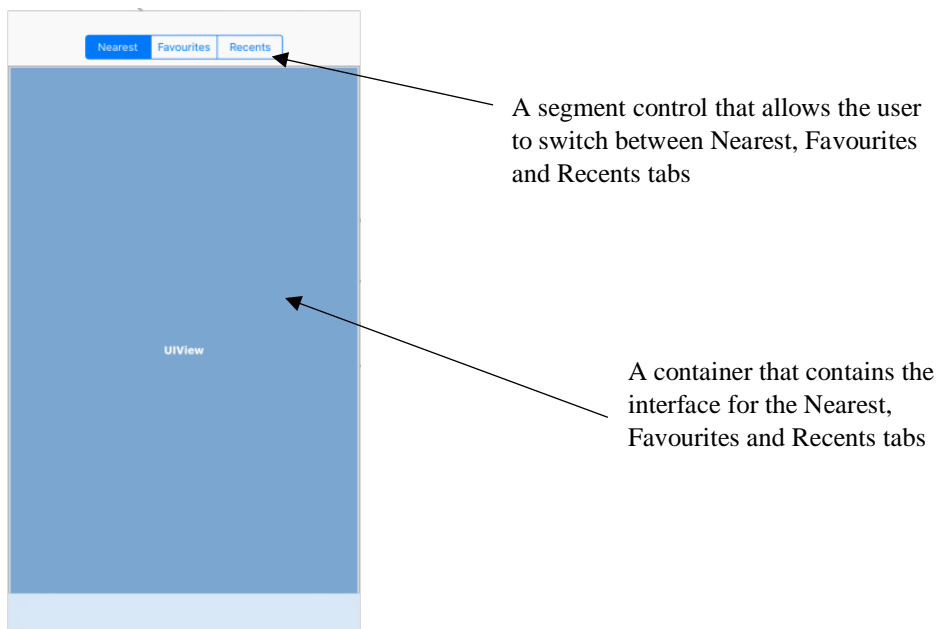 Nearest Favourites Recents
A segment control that allows the user
to switch between Nearest, Favourites
and Recents tabs
UIView
A container that contains the
interface for the Nearest,
Favourites and Recents tabs